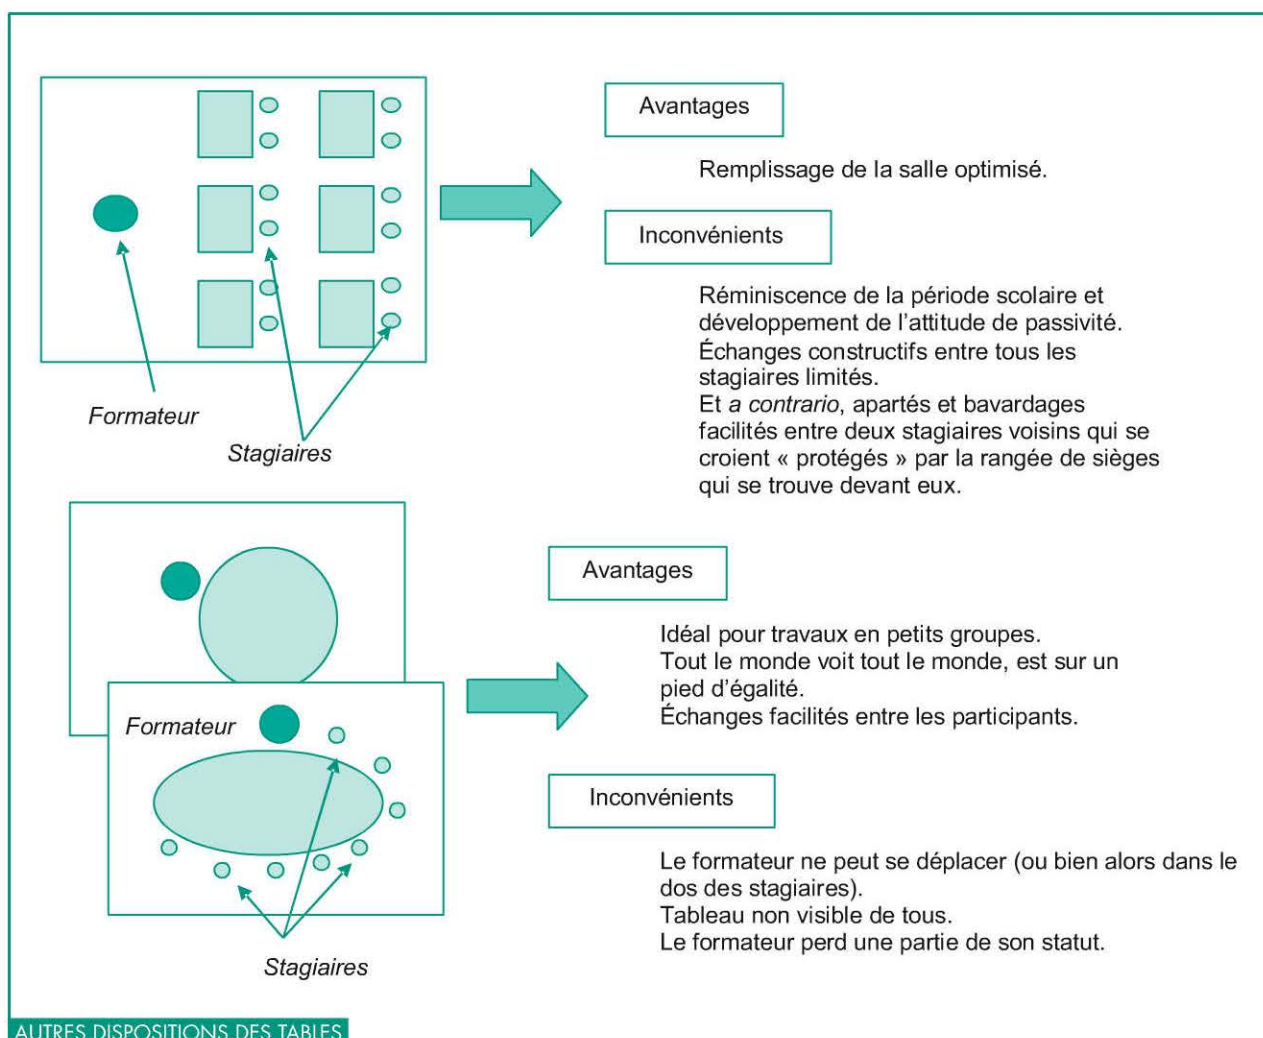 Avantages
Remplissage de la salle optimisé.
Inconvénients
Réminiscence de la période scolaire et
développement de l'attitude de passivité.
Échanges constructifs entre tous les
stagiaires limités.
Et a contrario, apartés et bavardages
facilités entre deux stagiaires voisins qui se
croient « protégés » par la rangée de sièges
qui se trouve devant eux.
Formateur
Stagiaires
Avantages
Idéal pour travaux en petits groupes.
Tout le monde voit tout le monde, est sur un
pied d'égalité.
Échanges facilités entre les participants.
Formateur
Inconvénients
Le formateur ne peut se déplacer (ou bien alors dans le
dos des stagiaires).
Tableau non visible de tous.
Le formateur perd une partie de son statut.
Stagiaires
AUTRES DISPOSITIONS DES TABLES